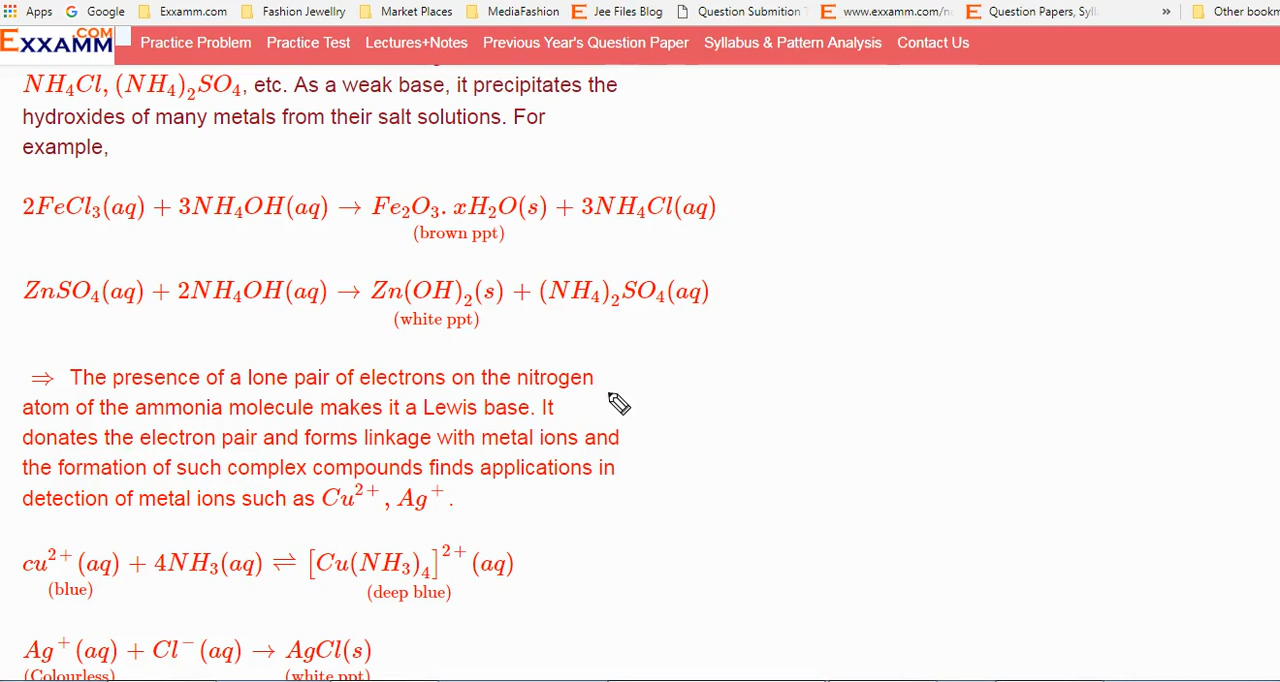 Apps Google Exxamm.com Fashion Jewellry Market Places MediaFashion Jee Files Blog Question Submition www.exxamm.com/n Question Papers, Syl » Other bookm
EXXAMM .COM Practice Problem Practice Test Lectures+Notes Previous Year's Question Paper Syllabus & Pattern Analysis Contact Us
NH₄Cl, (NH₄)₂SO₄, etc. As a weak base, it precipitates the
hydroxides of many metals from their salt solutions. For
example,
2FeCl₃(aq) + 3NH₄OH(aq) → Fe₂O₃. xH₂O(s) + 3NH₄Cl(aq)
(brown ppt)
ZnSO₄(aq) + 2NH₄OH(aq) → Zn(OH)₂(s) + (NH₄)₂SO₄(aq)
(white ppt)
⇒ The presence of a lone pair of electrons on the nitrogen
atom of the ammonia molecule makes it a Lewis base. It
donates the electron pair and forms linkage with metal ions and
the formation of such complex compounds finds applications in
detection of metal ions such as Cu²⁺, Ag⁺.
cu²⁺(aq) + 4NH₃(aq) ⇌ [Cu(NH₃)₄]²⁺(aq)
(blue) (deep blue)
Ag⁺(aq) + Cl⁻(aq) → AgCl(s)
(Colourless) (white ppt)